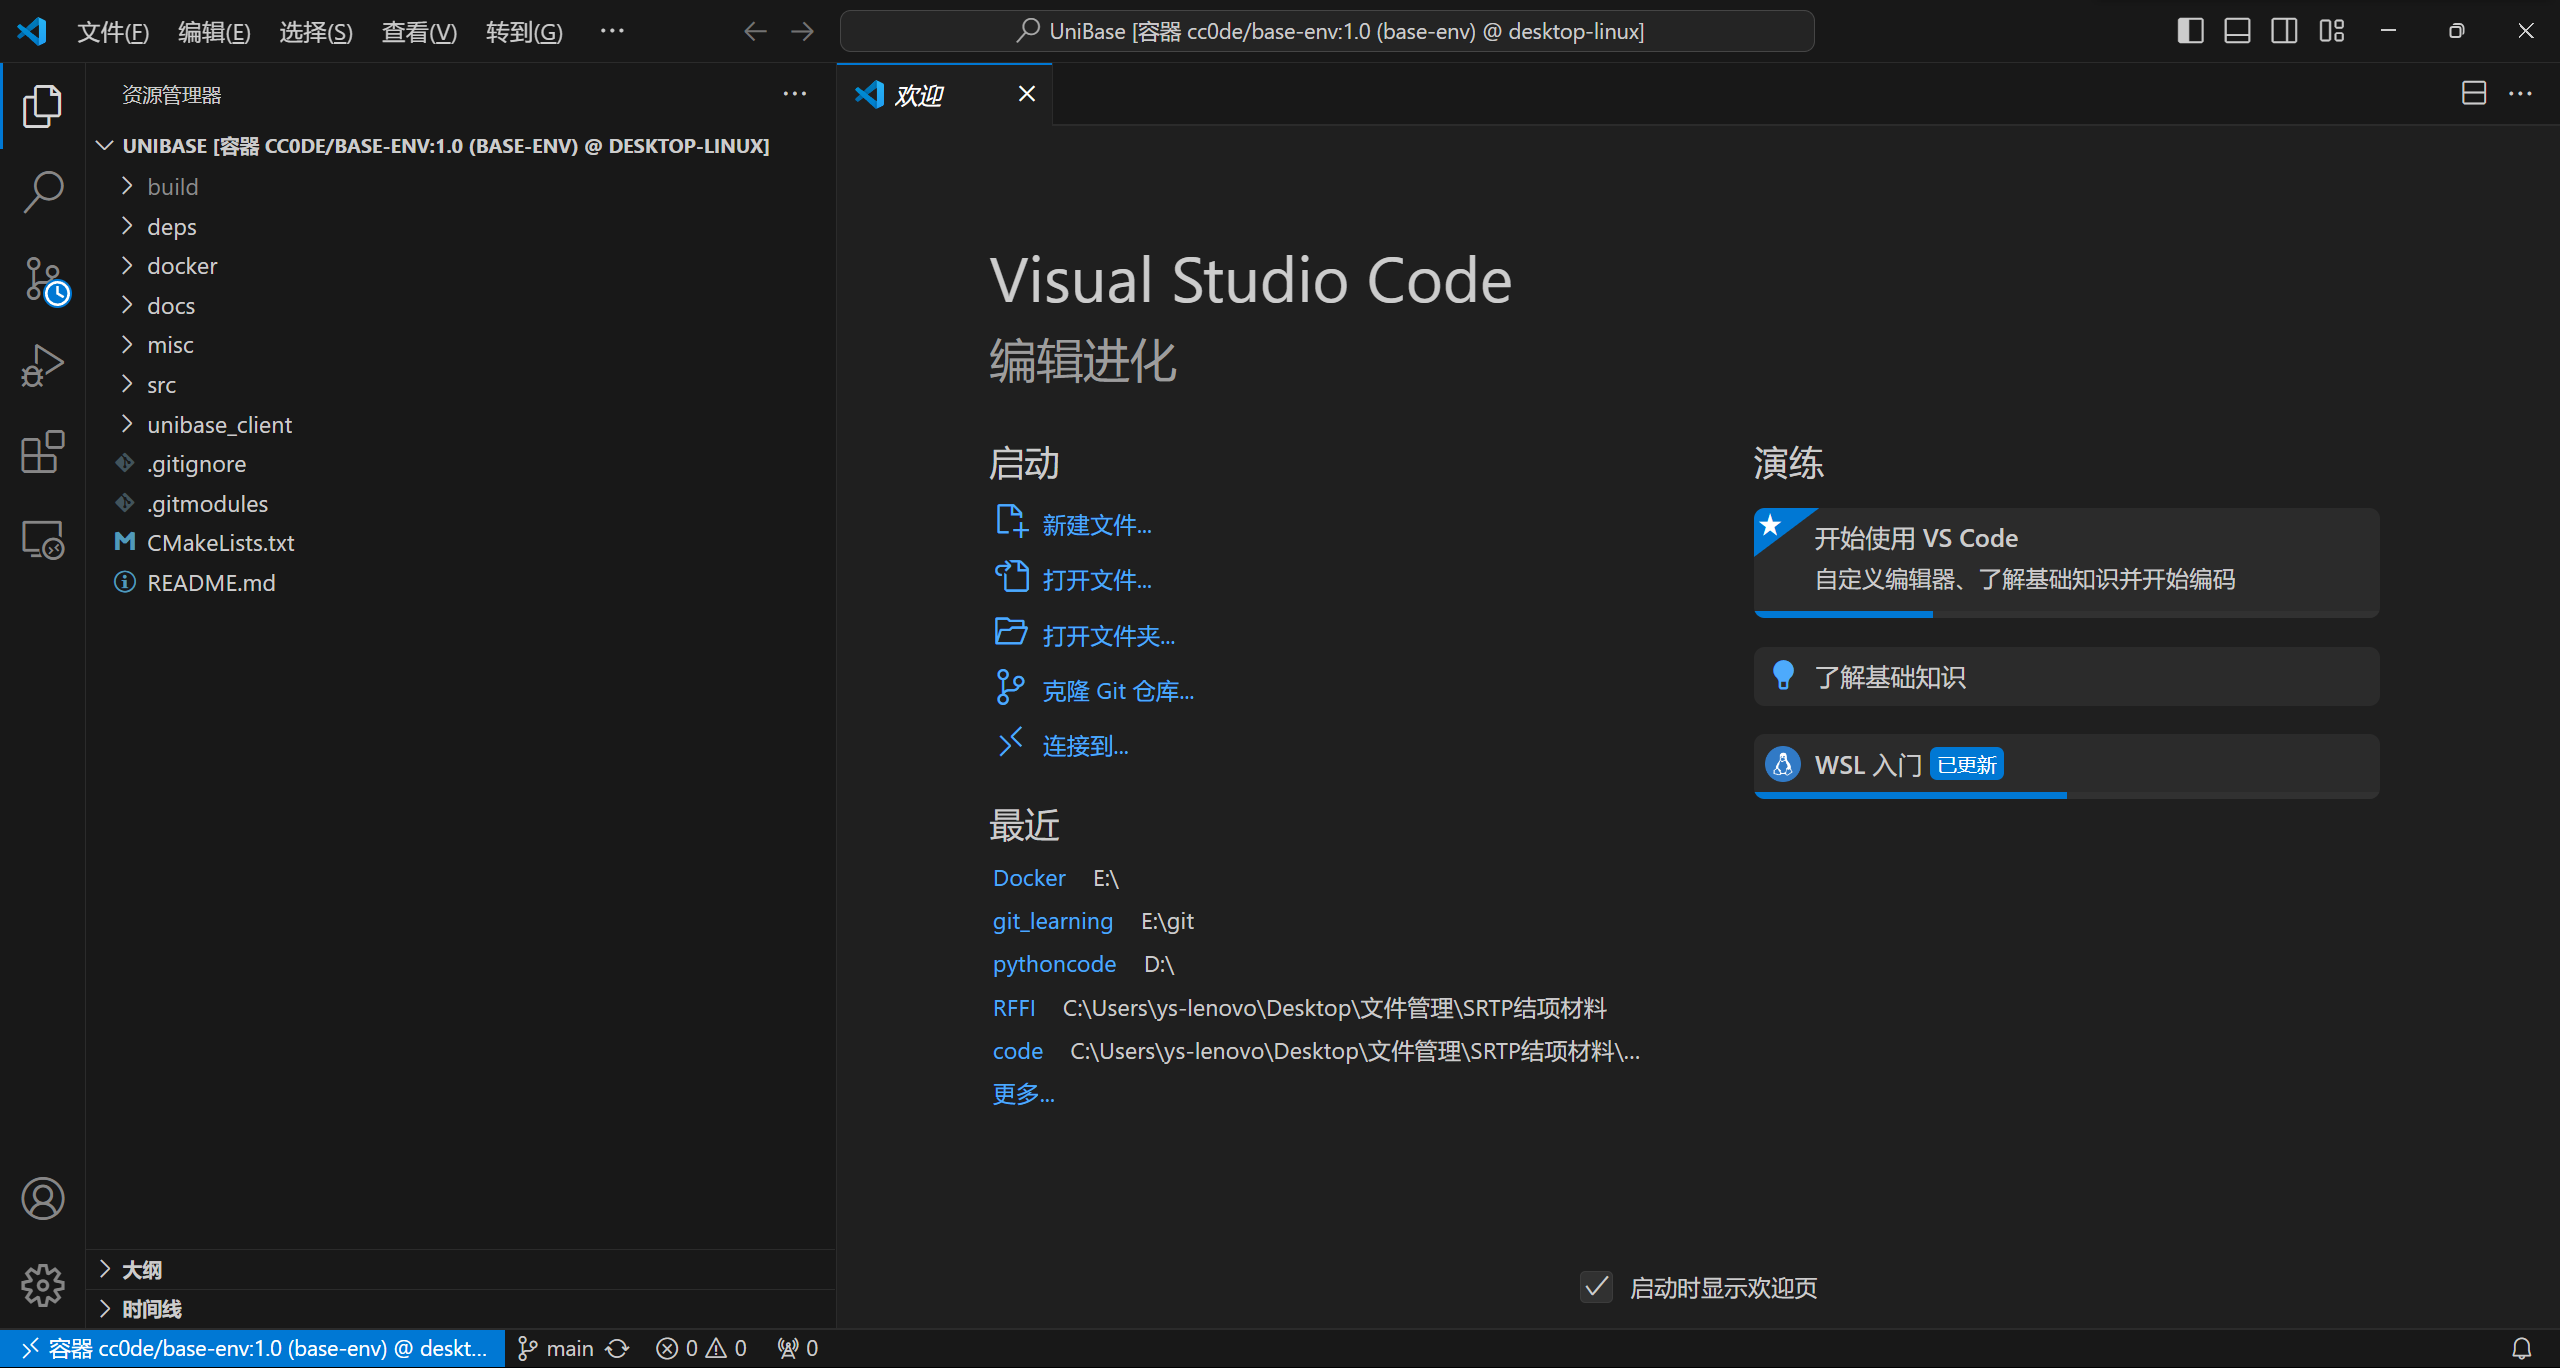 文件(F) 编辑(E) 选择(S) 查看(V) 转到(G) ··· UniBase [容器 cc0de/base-env:1.0 (base-env) @ desktop-linux]
资源管理器
UNIBASE [容器 CC0DE/BASE-ENV:1.0 (BASE-ENV) @ DESKTOP-LINUX]
build
deps
docker
docs
misc
src
unibase_client
.gitignore
.gitmodules
CMakeLists.txt
README.md
大纲
时间线
欢迎
Visual Studio Code
编辑进化
启动
新建文件...
打开文件...
打开文件夹...
克隆 Git 仓库...
连接到...
最近
Docker E:\
git_learning E:\git
pythoncode D:\
RFFI C:\Users\ys-lenovo\Desktop\文件管理\SRTP结项材料
code C:\Users\ys-lenovo\Desktop\文件管理\SRTP结项材料\...
更多...
演练
开始使用 VS Code
自定义编辑器、了解基础知识并开始编码
了解基础知识
WSL 入门 已更新
启动时显示欢迎页
容器 cc0de/base-env:1.0 (base-env) @ deskt... main 0 0 0